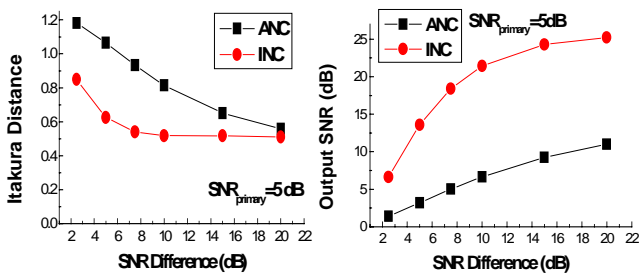 1.2
1.0
0.8
0.6
0.4
0.2
0.0
Itakura Distance
ANC
INC
SNRprimary=5dB
2 4 6 8 10 12 14 16 18 20 22
SNR Difference (dB)
25
20
15
10
5
0
Output SNR (dB)
SNRprimary=5dB
ANC
INC
2 4 6 8 10 12 14 16 18 20 22
SNR Difference (dB)